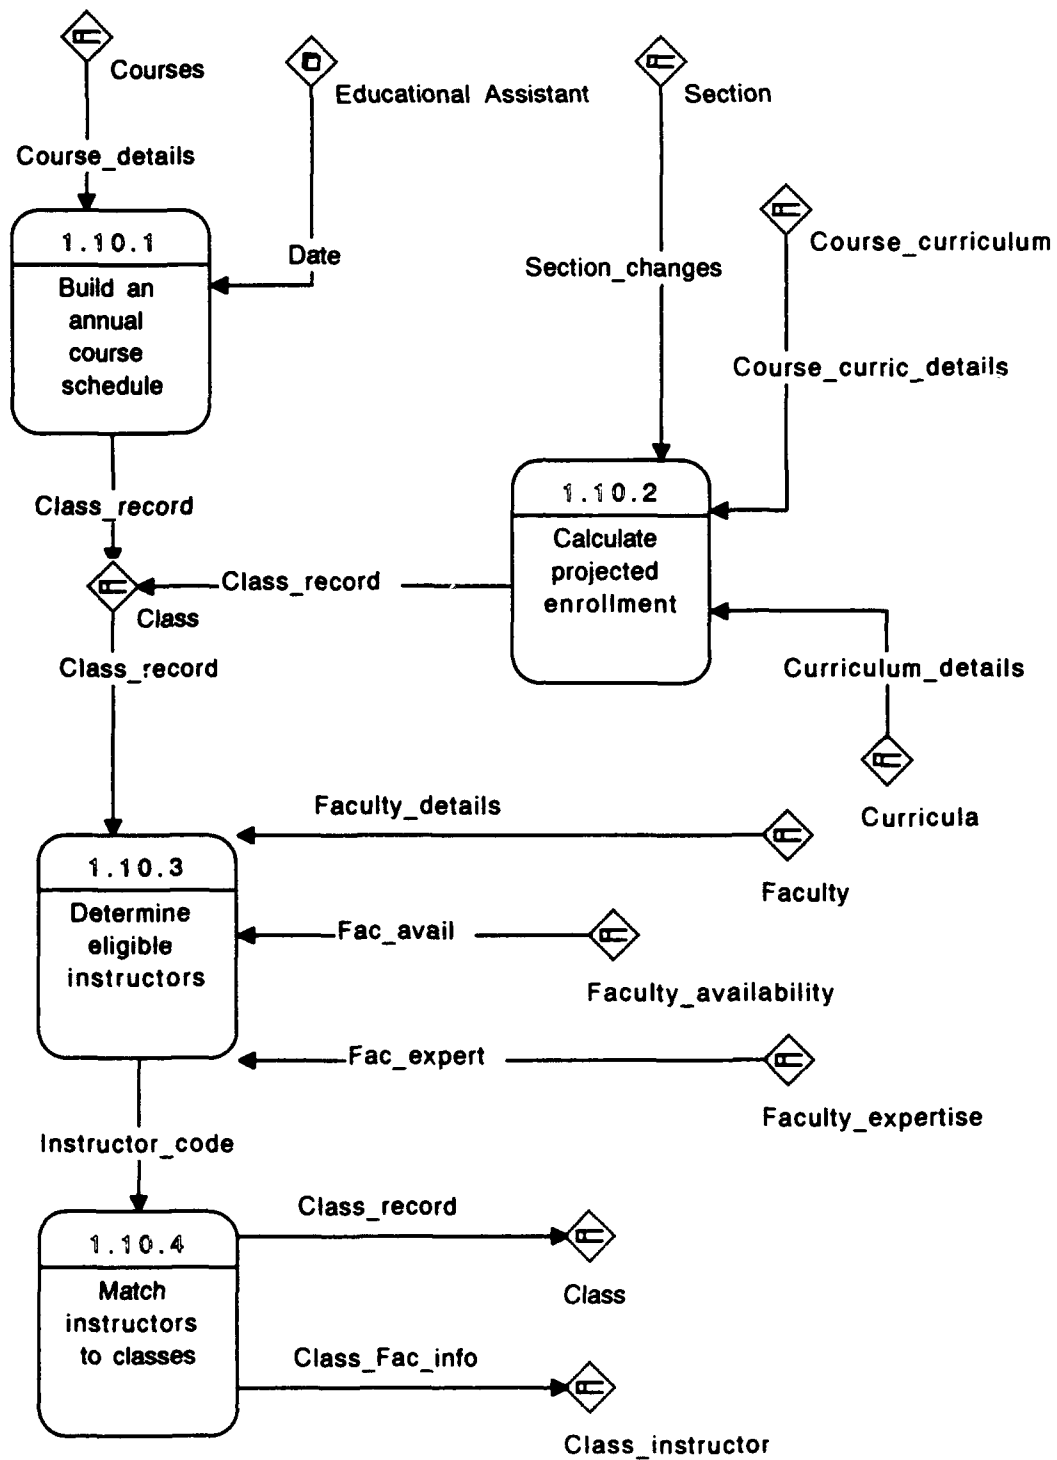 Courses
Educational Assistant
Section
Course_details
1.10.1
Build an
annual
course
schedule
Date
Section_changes
Course_curriculum
Course_curric_details
Class_record
1.10.2
Calculate
projected
enrollment
Class_record
Class
Class_record
Curriculum_details
Curricula
Faculty_details
Faculty
1.10.3
Determine
eligible
instructors
Fac_avail
Faculty_availability
Fac_expert
Faculty_expertise
Instructor_code
1.10.4
Match
instructors
to classes
Class_record
Class
Class_Fac_info
Class_instructor